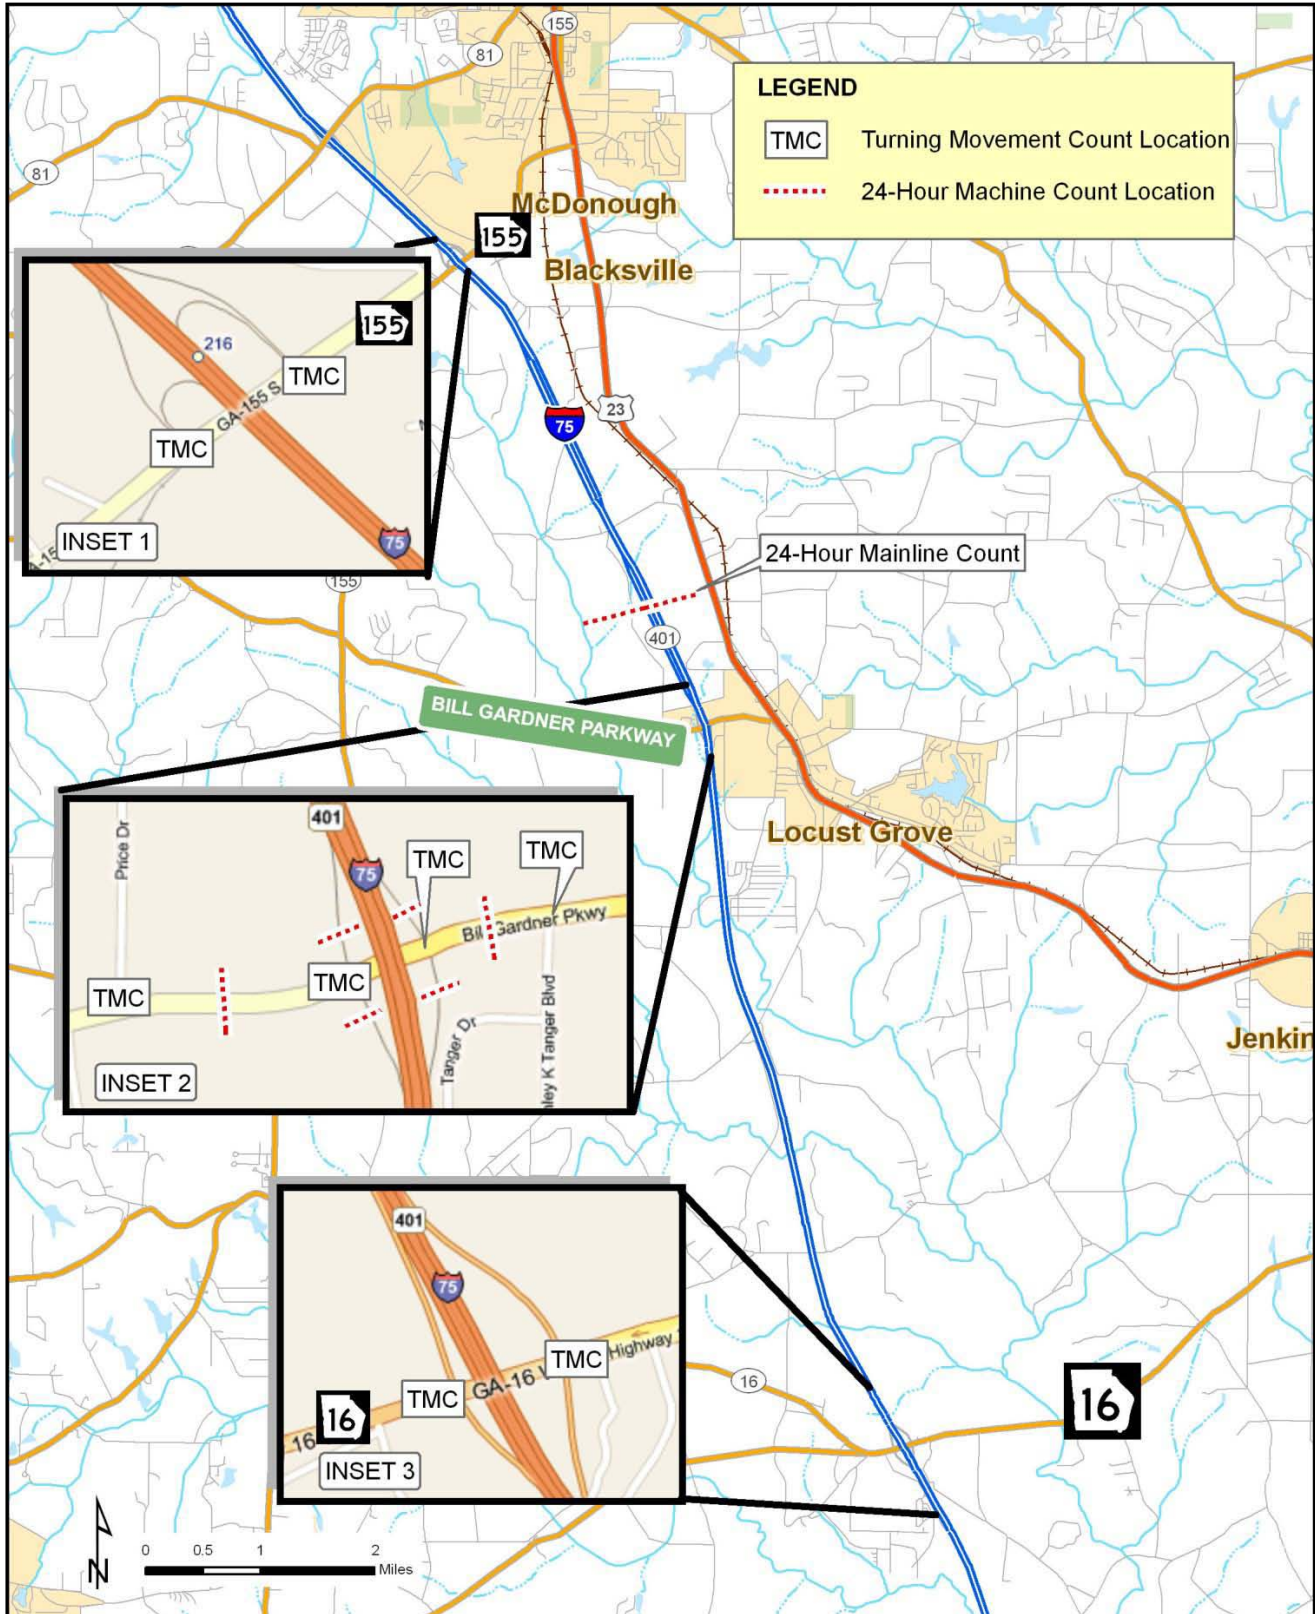 155
81
LEGEND
TMC Turning Movement Count Location
24-Hour Machine Count Location
81
McDonough
155
Blacksville
155
216
TMC
GA-155 S
TMC
75
INSET 1
75
23
24-Hour Mainline Count
155
401
BILL GARDNER PARKWAY
401
Price Dr
TMC
TMC
75
Bill Gardner Pkwy
TMC
TMC
Tanger Dr
ley K Tanger Blvd
INSET 2
Locust Grove
Jenkin
401
75
TMC
Highway
GA-16
TMC
16
16
INSET 3
16
16
N
0 0.5 1 2
Miles